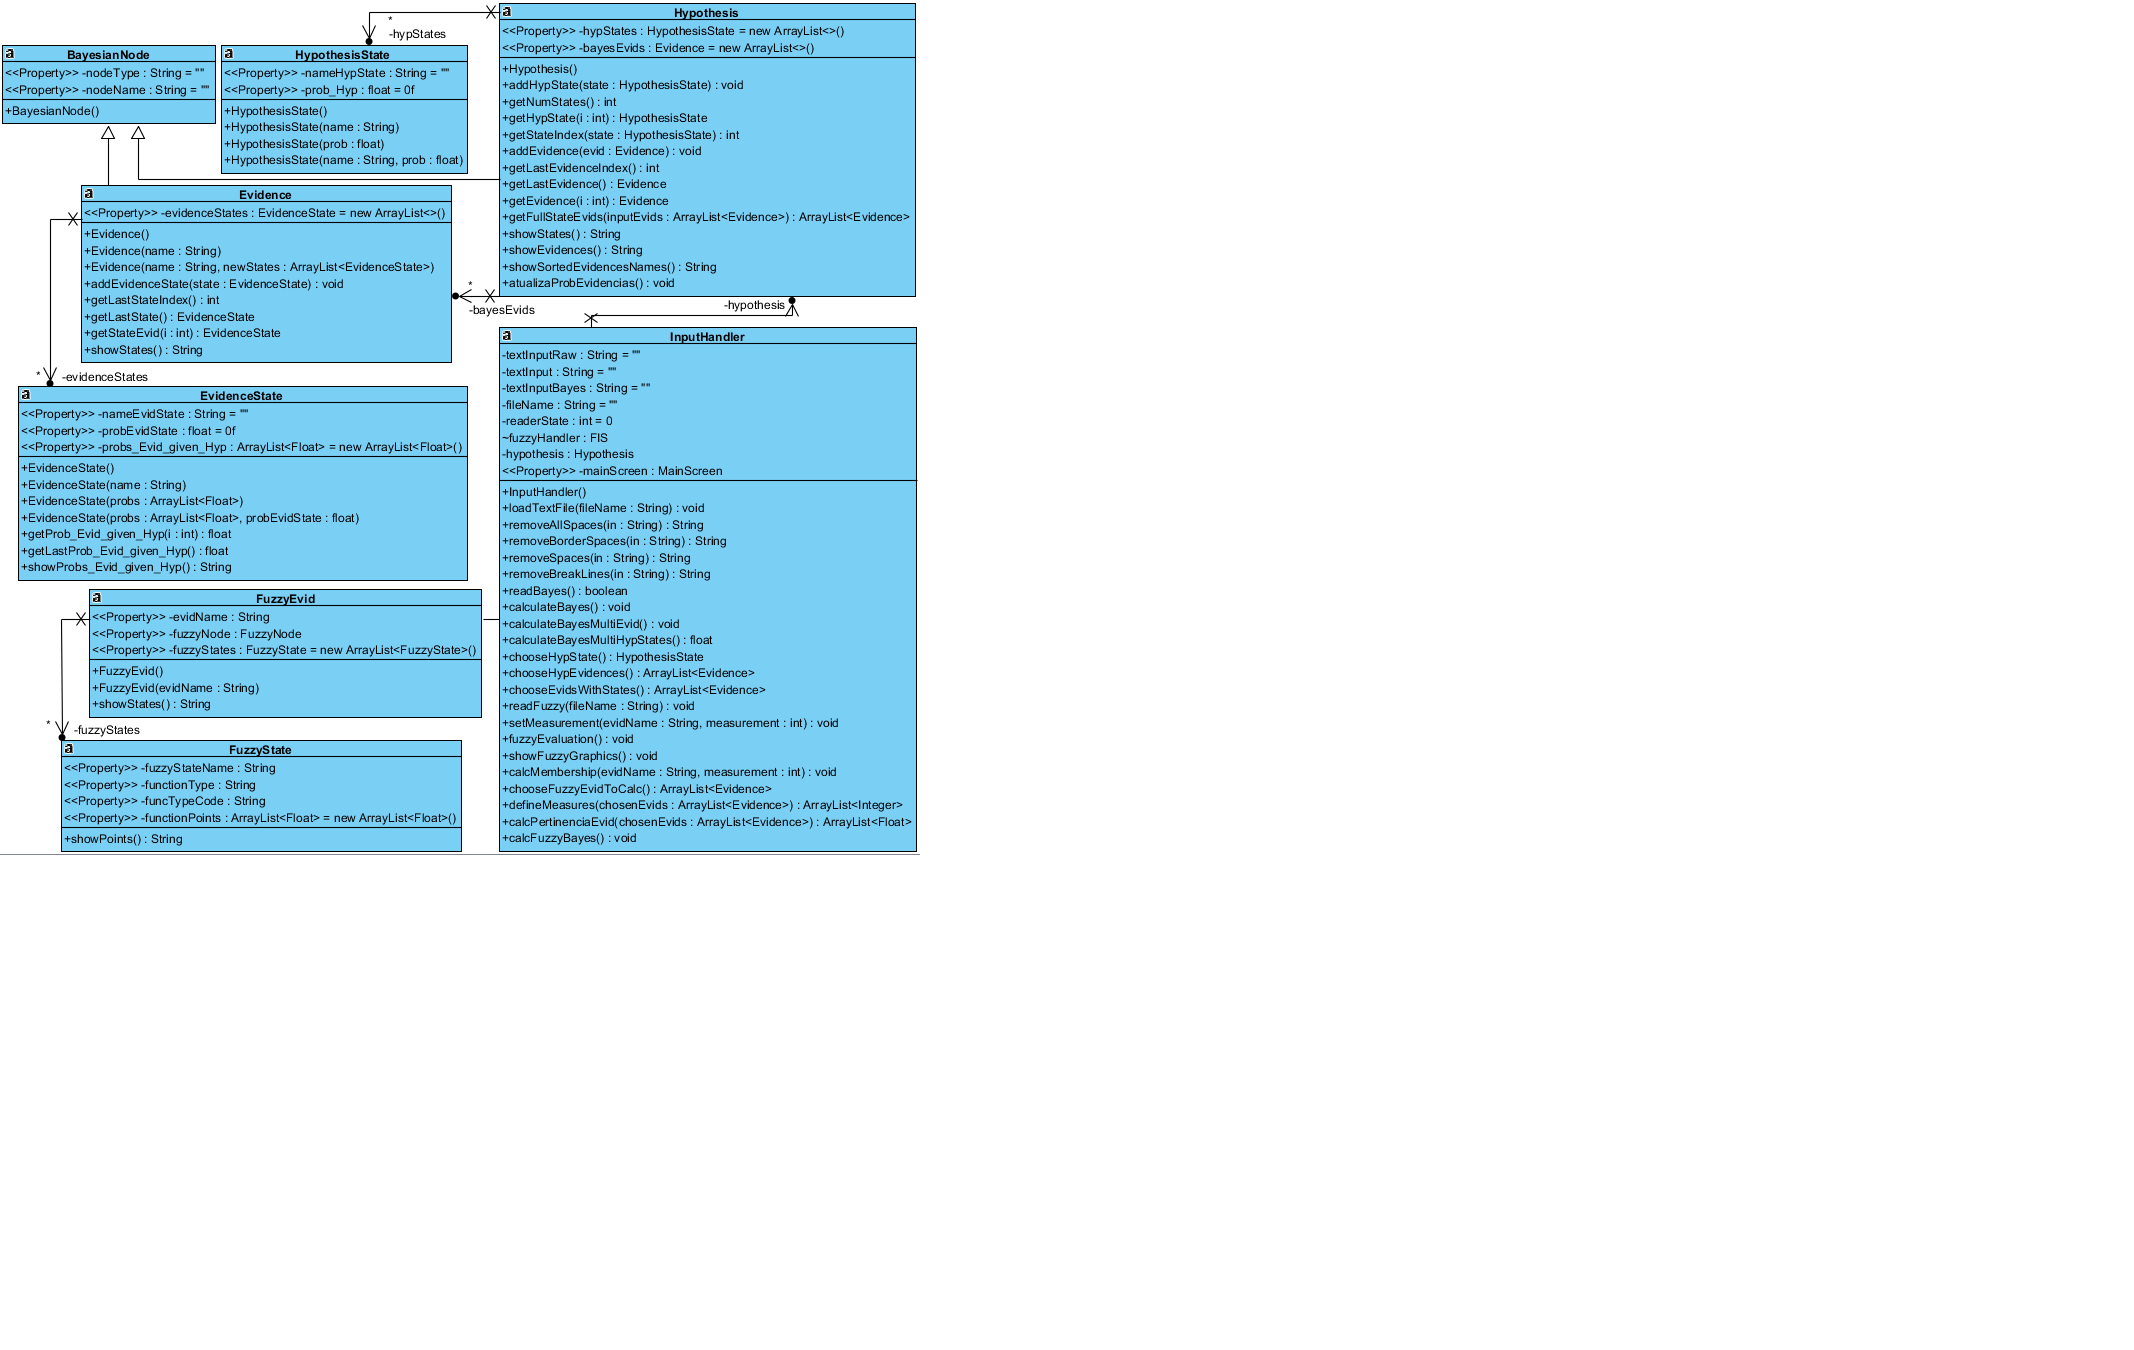 BayesianNode
<<Property>> -nodeType : String = ""
<<Property>> -nodeName : String = ""
+BayesianNode()
*
-hypStates
HypothesisState
<<Property>> -nameHypState : String = ""
<<Property>> -prob_Hyp : float = 0f
+HypothesisState()
+HypothesisState(name : String)
+HypothesisState(prob : float)
+HypothesisState(name : String, prob : float)
Hypothesis
<<Property>> -hypStates : HypothesisState = new ArrayList<>()
<<Property>> -bayesEvids : Evidence = new ArrayList<>()
+Hypothesis()
+addHypState(state : HypothesisState) : void
+getNumStates() : int
+getHypState(i : int) : HypothesisState
+getStateIndex(state : HypothesisState) : int
+addEvidence(evid : Evidence) : void
+getLastEvidenceIndex() : int
+getLastEvidence() : Evidence
+getEvidence(i : int) : Evidence
+getFullStateEvids(inputEvids : ArrayList<Evidence>) : ArrayList<Evidence>
+showStates() : String
+showEvidences() : String
+showSortedEvidencesNames() : String
+atualizaProbEvidencias() : void
Evidence
<<Property>> -evidenceStates : EvidenceState = new ArrayList<>()
+Evidence()
+Evidence(name : String)
+Evidence(name : String, newStates : ArrayList<EvidenceState>)
+addEvidenceState(state : EvidenceState) : void
+getLastStateIndex() : int
+getLastState() : EvidenceState
+getStateEvid(i : int) : EvidenceState
+showStates() : String
*
-bayesEvids
-hypothesis
*
-evidenceStates
EvidenceState
<<Property>> -nameEvidState : String = ""
<<Property>> -probEvidState : float = 0f
<<Property>> -probs_Evid_given_Hyp : ArrayList<Float> = new ArrayList<Float>()
+EvidenceState()
+EvidenceState(name : String)
+EvidenceState(probs : ArrayList<Float>)
+EvidenceState(probs : ArrayList<Float>, probEvidState : float)
+getProb_Evid_given_Hyp(i : int) : float
+getLastProb_Evid_given_Hyp() : float
+showProbs_Evid_given_Hyp() : String
InputHandler
-textInputRaw : String = ""
-textInput : String = ""
-textInputBayes : String = ""
-fileName : String = ""
-readerState : int = 0
~fuzzyHandler : FIS
-hypothesis : Hypothesis
<<Property>> -mainScreen : MainScreen
+InputHandler()
+loadTextFile(fileName : String) : void
+removeAllSpaces(in : String) : String
+removeBorderSpaces(in : String) : String
+removeSpaces(in : String) : String
+removeBreakLines(in : String) : String
+readBayes() : boolean
+calculateBayes() : void
+calculateBayesMultiEvid() : void
+calculateBayesMultiHypStates() : float
+chooseHypState() : HypothesisState
+chooseHypEvidences() : ArrayList<Evidence>
+chooseEvidsWithStates() : ArrayList<Evidence>
+readFuzzy(fileName : String) : void
+setMeasurement(evidName : String, measurement : int) : void
+fuzzyEvaluation() : void
+showFuzzyGraphics() : void
+calcMembership(evidName : String, measurement : int) : void
+chooseFuzzyEvidToCalc() : ArrayList<Evidence>
+defineMeasures(chosenEvids : ArrayList<Evidence>) : ArrayList<Integer>
+calcPertinenciaEvid(chosenEvids : ArrayList<Evidence>) : ArrayList<Float>
+calcFuzzyBayes() : void
FuzzyEvid
<<Property>> -evidName : String
<<Property>> -fuzzyNode : FuzzyNode
<<Property>> -fuzzyStates : FuzzyState = new ArrayList<FuzzyState>()
+FuzzyEvid()
+FuzzyEvid(evidName : String)
+showStates() : String
*
-fuzzyStates
FuzzyState
<<Property>> -fuzzyStateName : String
<<Property>> -functionType : String
<<Property>> -funcTypeCode : String
<<Property>> -functionPoints : ArrayList<Float> = new ArrayList<Float>()
+showPoints() : String